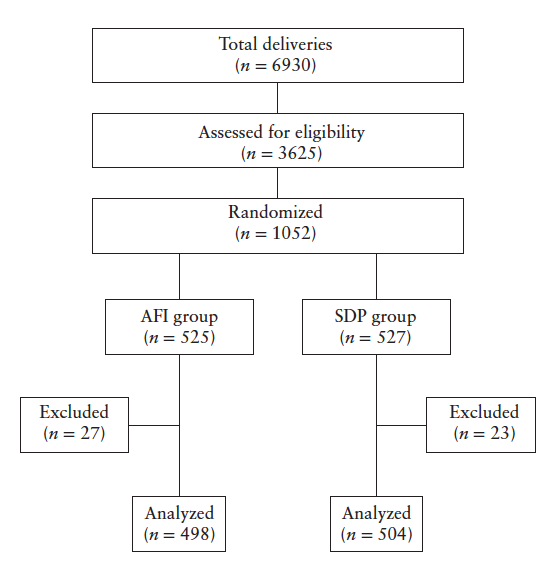 Total deliveries
(n = 6930)
Assessed for eligibility
(n = 3625)
Randomized
(n = 1052)
AFI group
(n = 525)
SDP group
(n = 527)
Excluded
(n = 27)
Excluded
(n = 23)
Analyzed
(n = 498)
Analyzed
(n = 504)